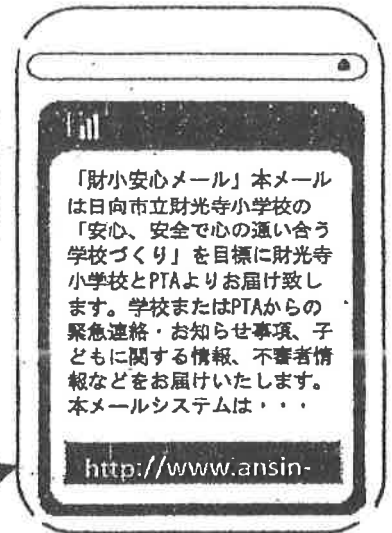 「財小安心メール」本メール
は日向市立財光寺小学校の
「安心、安全で心の通い合う
学校づくり」を目標に財光寺
小学校とPTAよりお届け致し
ます。学校またはPTAからの
緊急連絡・お知らせ事項、子
どもに関する情報、不審者情
報などをお届けいたします。
本メールシステムは・・・
http://www.ansin-